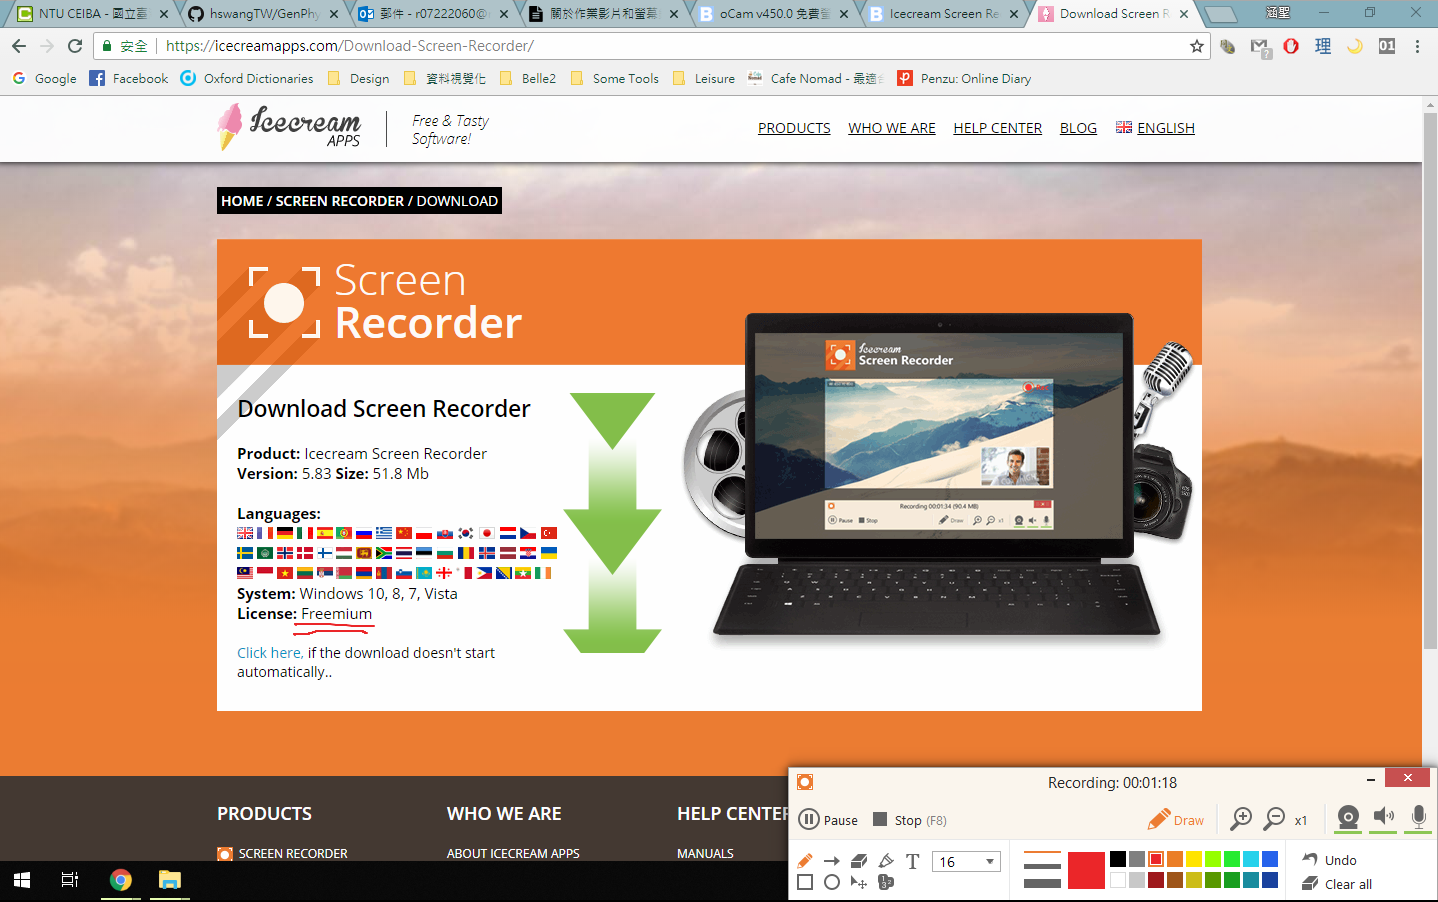 NTU CEIBA - 國立臺
hswangTW/GenPhy
郵件 - r07222060@
關於作業影片和螢幕
oCam v450.0 免費
Icecream Screen Re
Download Screen R
涵聖
安全 https://icecreamapps.com/Download-Screen-Recorder/
理 01
Google Facebook Oxford Dictionaries Design 資料視覺化 Belle2 Some Tools Leisure Cafe Nomad - 最適 Penzu: Online Diary
Icecream
APPS
Free & Tasty
Software!
PRODUCTS WHO WE ARE HELP CENTER BLOG ENGLISH
HOME / SCREEN RECORDER / DOWNLOAD
Screen
Recorder
Icecream
Screen Recorder
Recording 00:01:34 (90.4 MB)
Pause Stop Draw x1
Download Screen Recorder
Product: Icecream Screen Recorder
Version: 5.83 Size: 51.8 Mb
Languages:
System: Windows 10, 8, 7, Vista
License: Freemium
Click here, if the download doesn't start
automatically..
PRODUCTS WHO WE ARE HELP CENTER
SCREEN RECORDER ABOUT ICECREAM APPS MANUALS
Recording: 00:01:18
Pause Stop (F8) Draw x1
T 16 Undo
Clear all